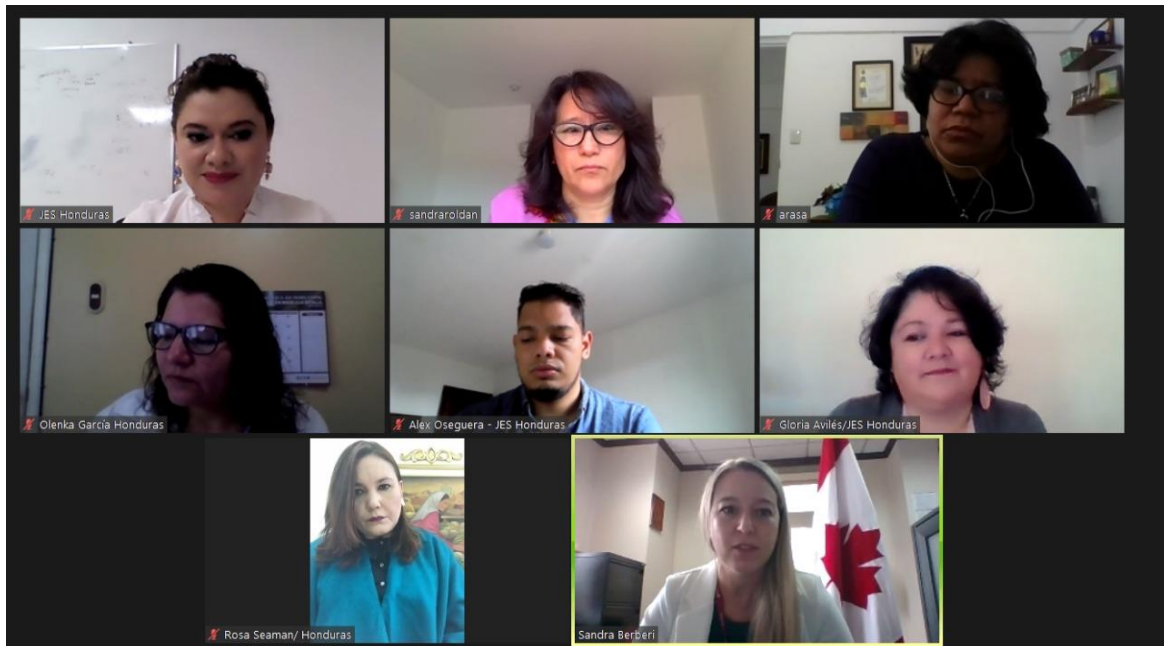 JES Honduras
sandraroldan
arasa
Olenka García Honduras
Alex Oseguera - JES Honduras
Gloria Avilés/JES Honduras
Rosa Seaman/ Honduras
Sandra Berberi